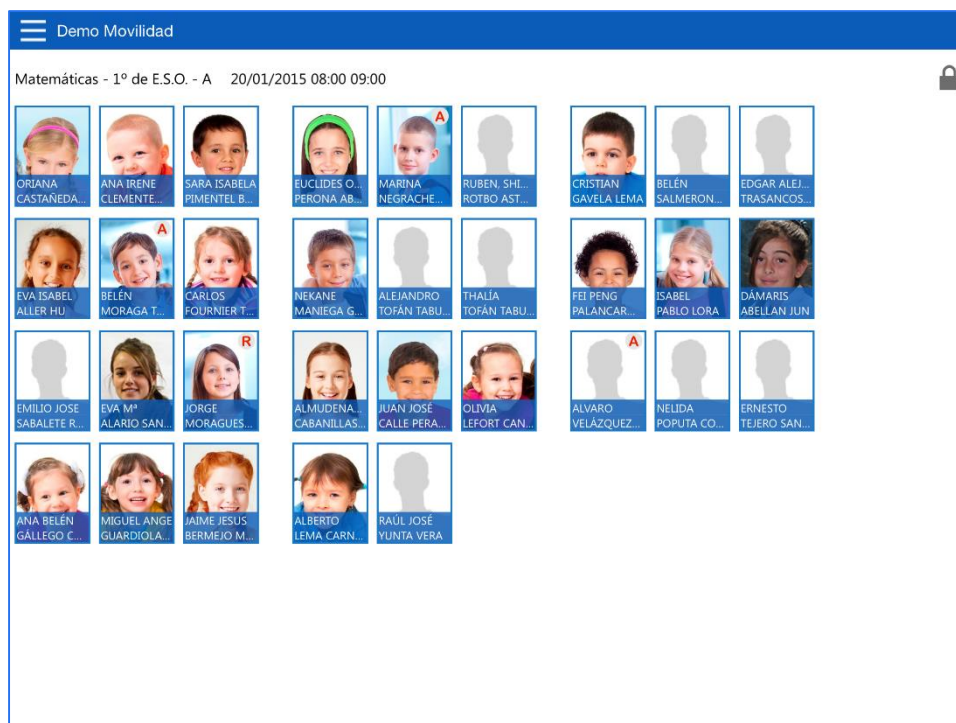 Demo Movilidad
Matemáticas - 1º de E.S.O. - A 20/01/2015 08:00 09:00
ORIANA
CASTAÑEDA...
ANA IRENE
CLEMENTE...
SARA ISABELA
PIMENTEL B...
EUCLIDES O...
PERONA AB...
A
MARINA
NEGRACHE...
RUBEN, SHI...
ROTBO AST...
CRISTIAN
GAVELA LEMA
BELÉN
SALMERON...
EDGAR ALEJ...
TRASANCOS...
EVA ISABEL
ALLER HU
A
BELÉN
MORAGA T...
CARLOS
FOURNIER T...
NEKANE
MANIEGA G...
ALEJANDRO
TOFÁN TABU...
THALÍA
TOFÁN TABU...
FEI PENG
PALANCAR...
ISABEL
PABLO LORA
DÁMARIS
ABELLAN JUN
EMILIO JOSE
SABALETE R...
EVA Mª
ALARIO SAN...
R
JORGE
MORAGUES...
ALMUDENA...
CABANILLAS...
JUAN JOSÉ
CALLE PERA...
OLIVIA
LEFORT CAN...
A
ALVARO
VELÁZQUEZ...
NELIDA
POPUTA CO...
ERNESTO
TEJERO SAN...
ANA BELÉN
GÁLLEGO C...
MIGUEL ANGE
GUARDIOLA...
JAIME JESUS
BERMEJO M...
ALBERTO
LEMA CARN...
RAÚL JOSÉ
YUNTA VERA